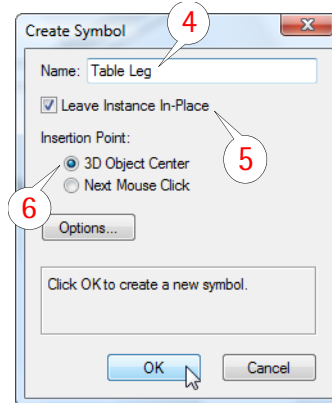 Create Symbol
4
Name: Table Leg
Leave Instance In-Place
Insertion Point:
5
3D Object Center
Next Mouse Click
6
Options...
Click OK to create a new symbol.
OK Cancel